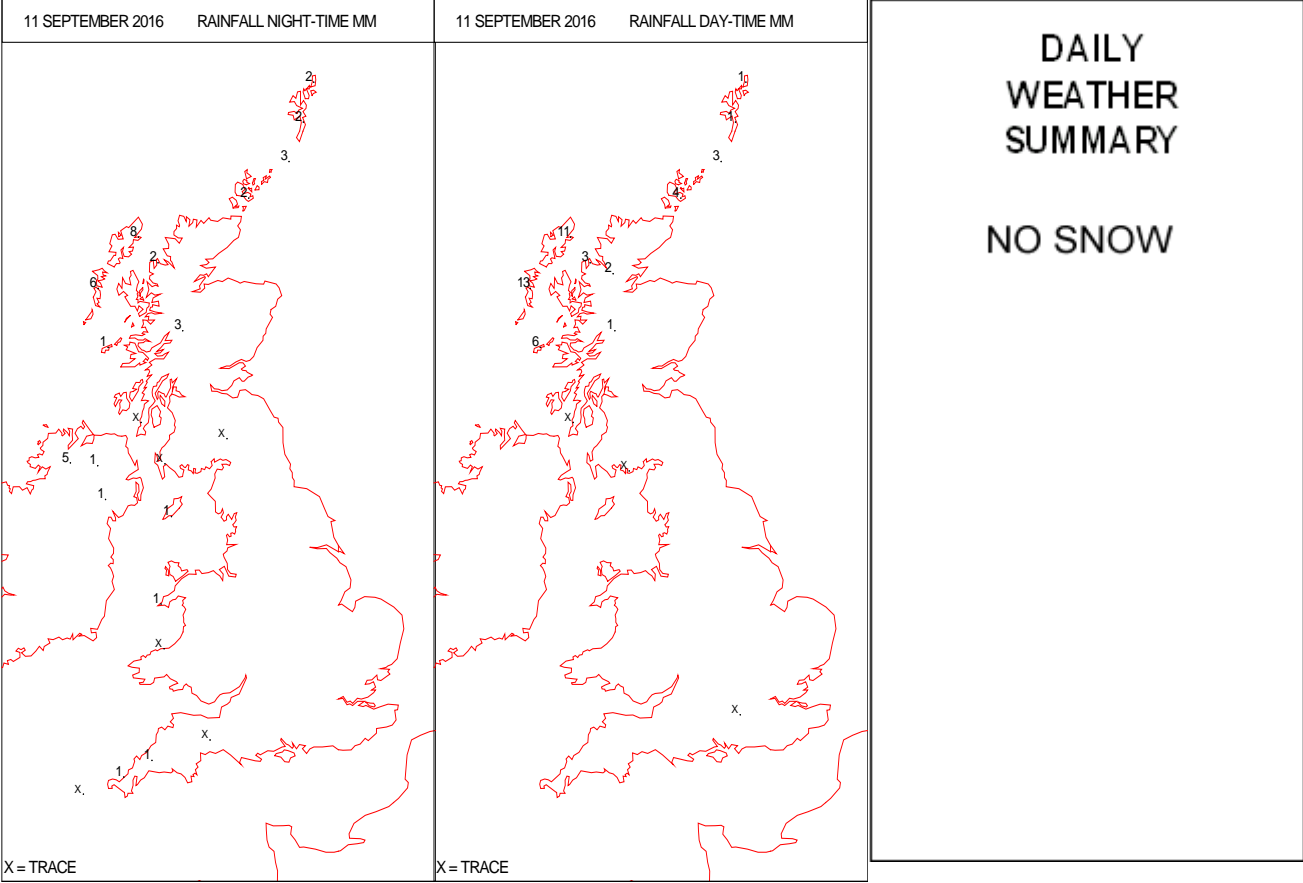 11 SEPTEMBER 2016 RAINFALL NIGHT-TIME MM
2
2
3
2
8
2
6
3
1
X
X
5
1
X
1
1
1
X
X
1
1
X
X = TRACE
11 SEPTEMBER 2016 RAINFALL DAY-TIME MM
1
1
3
4
11
3
2
13
1
6
X
X
X
X = TRACE
DAILY
WEATHER
SUMMARY
NO SNOW